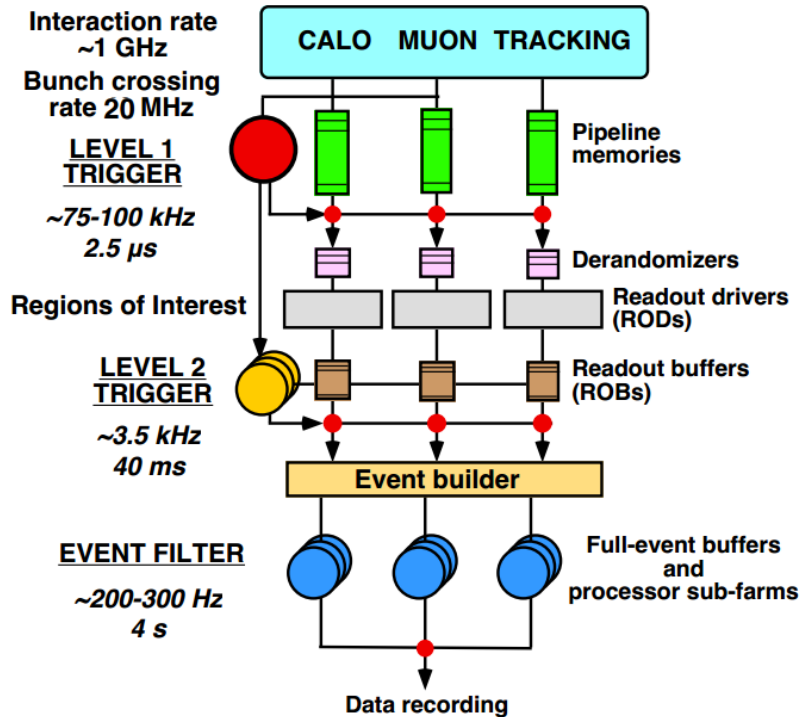 Interaction rate
~1 GHz
CALO MUON TRACKING
Bunch crossing
rate 20 MHz
Pipeline
memories
LEVEL 1
TRIGGER
~75-100 kHz
2.5 µs
Derandomizers
Regions of Interest
Readout drivers
(RODs)
LEVEL 2
TRIGGER
Readout buffers
(ROBs)
~3.5 kHz
40 ms
Event builder
EVENT FILTER
~200-300 Hz
4 s
Full-event buffers
and
processor sub-farms
Data recording